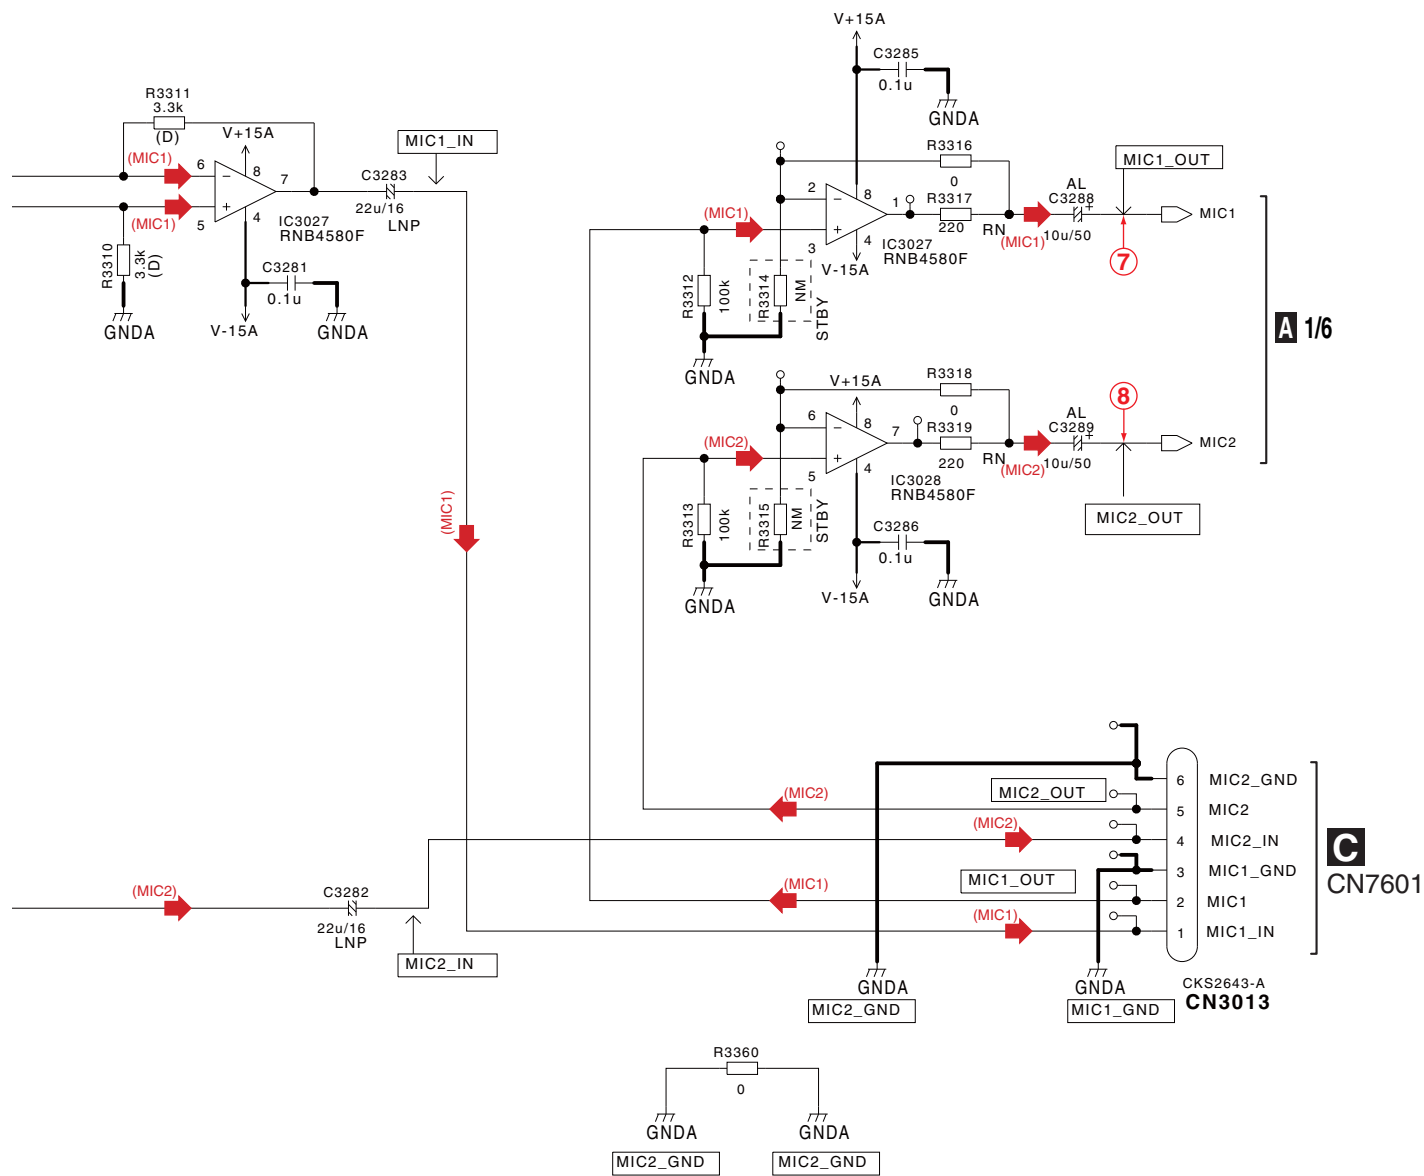 V+15A
C3285
0.1u
GNDA
R3311
3.3k
(D)
V+15A
(MIC1)
6
8
7
4
5
(MIC1)
IC3027
RNB4580F
C3283
22u/16
LNP
MIC1_IN
R3310
3.3k
(D)
GNDA
C3281
0.1u
V-15A
GNDA
R3316
0
2
8
1
3
4
(MIC1)
R3317
220
RN
(MIC1)
IC3027
RNB4580F
V-15A
AL
C3288
+
10u/50
MIC1_OUT
MIC1
7
R3312
100k
R3314
NM
STBY
GNDA
A 1/6
V+15A
R3318
0
6
8
7
5
4
(MIC2)
R3319
220
RN
(MIC2)
IC3028
RNB4580F
AL
C3289
+
10u/50
8
MIC2
MIC2_OUT
R3313
100k
R3315
NM
STBY
GNDA
C3286
0.1u
V-15A
GNDA
(MIC1)
6 MIC2_GND
(MIC2)
MIC2_OUT
5 MIC2
(MIC2)
4 MIC2_IN
3 MIC1_GND
(MIC1)
MIC1_OUT
2 MIC1
(MIC1)
1 MIC1_IN
C
CN7601
(MIC2)
C3282
22u/16
LNP
MIC2_IN
GNDA
MIC2_GND
GNDA
MIC1_GND
CKS2643-A
CN3013
R3360
0
GNDA
MIC2_GND
GNDA
MIC2_GND